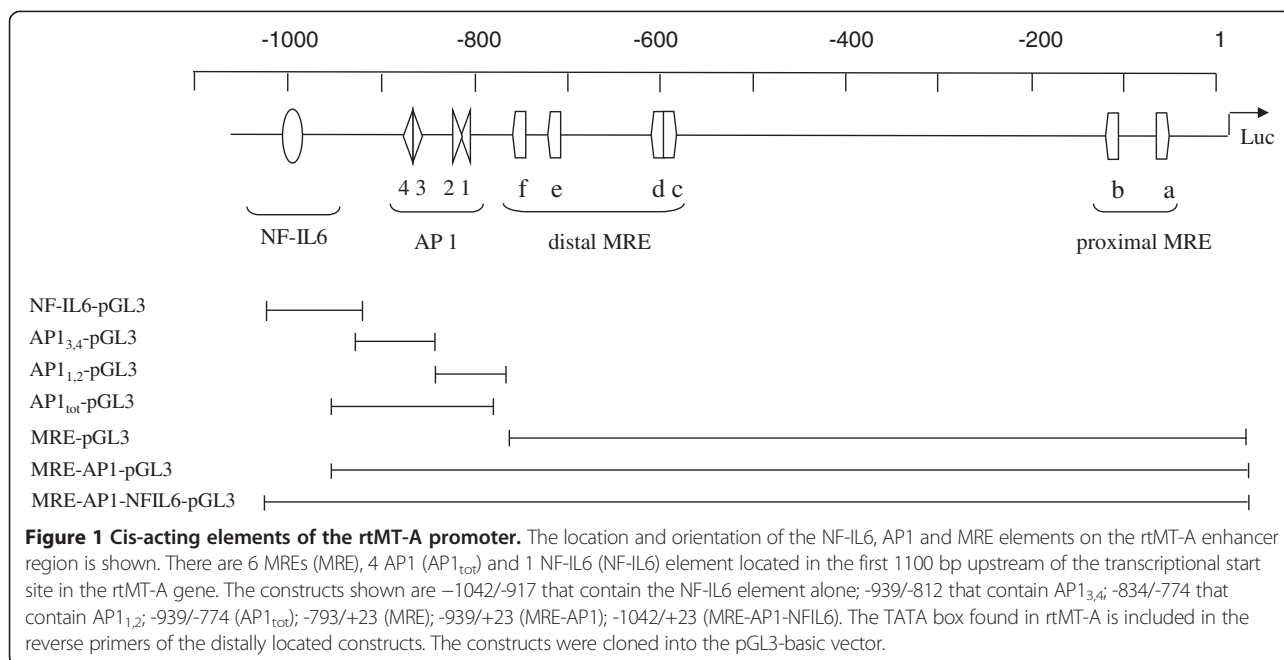 -1000 -800 -600 -400 -200 1
Luc
4 3 2 1 f e d c b a
NF-IL6 AP 1 distal MRE proximal MRE
NF-IL6-pGL3
AP13,4-pGL3
AP11,2-pGL3
AP1tot-pGL3
MRE-pGL3
MRE-AP1-pGL3
MRE-AP1-NFIL6-pGL3
Figure 1 Cis-acting elements of the rtMT-A promoter. The location and orientation of the NF-IL6, AP1 and MRE elements on the rtMT-A enhancer
region is shown. There are 6 MREs (MRE), 4 AP1 (AP1tot) and 1 NF-IL6 (NF-IL6) element located in the first 1100 bp upstream of the transcriptional start
site in the rtMT-A gene. The constructs shown are −1042/-917 that contain the NF-IL6 element alone; -939/-812 that contain AP13,4; -834/-774 that
contain AP11,2; -939/-774 (AP1tot); -793/+23 (MRE); -939/+23 (MRE-AP1); -1042/+23 (MRE-AP1-NFIL6). The TATA box found in rtMT-A is included in the
reverse primers of the distally located constructs. The constructs were cloned into the pGL3-basic vector.